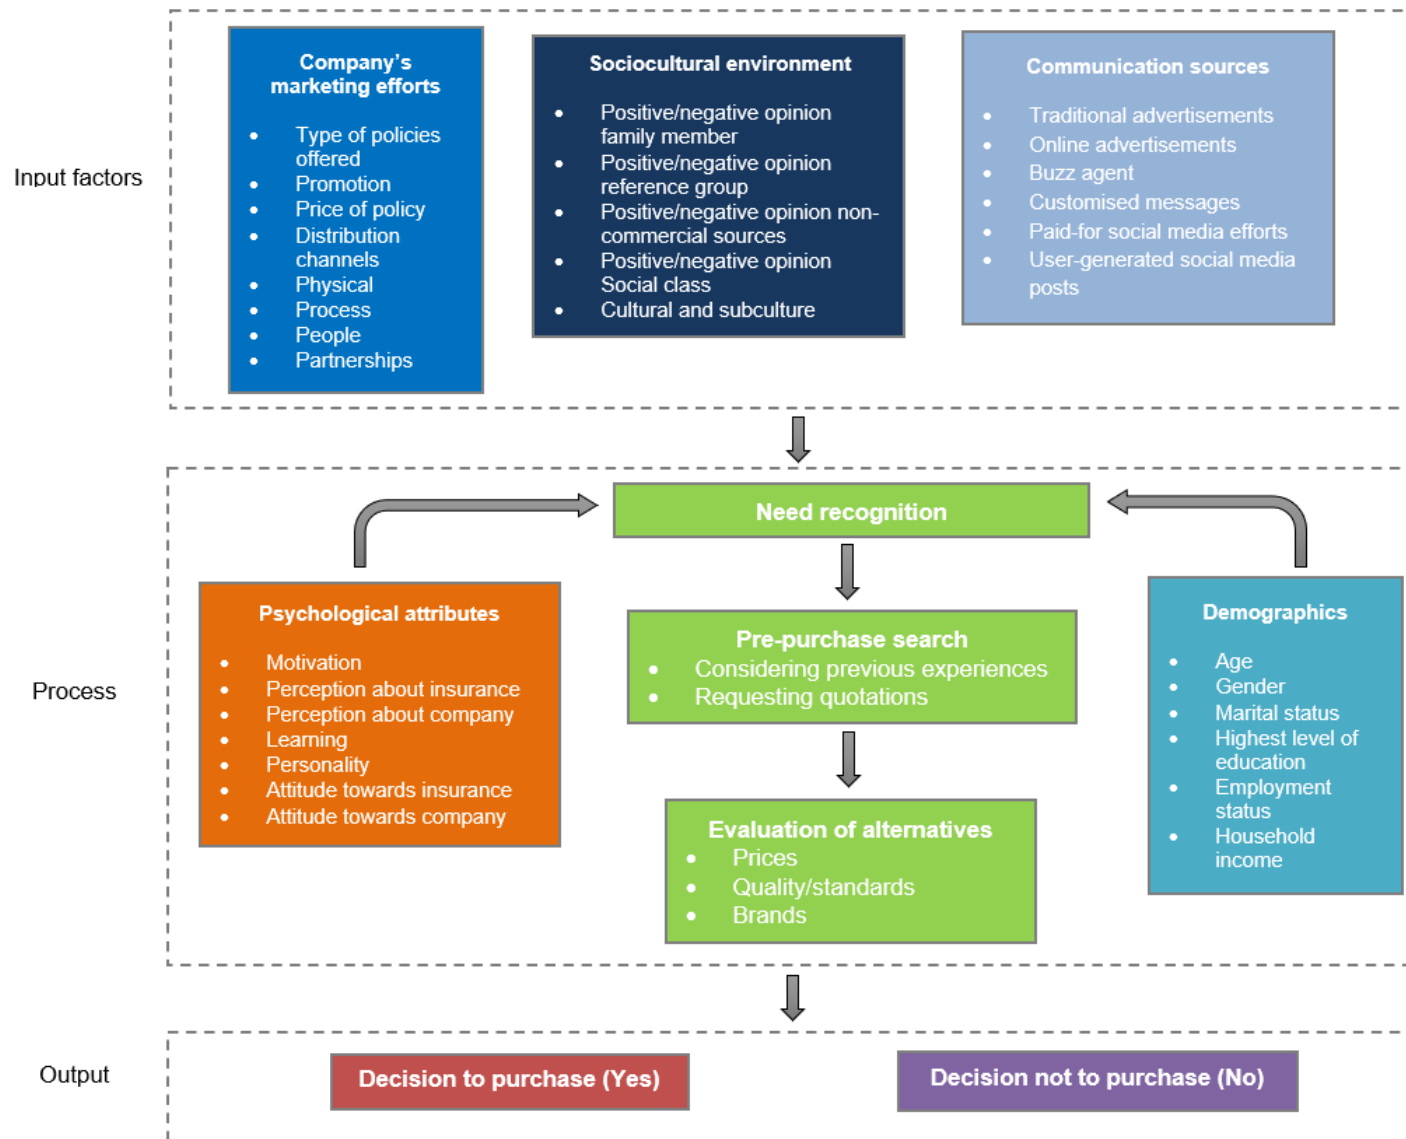 Input factors
Company's
marketing efforts
• Type of policies
offered
• Promotion
• Price of policy
• Distribution
channels
• Physical
• Process
• People
• Partnerships
Sociocultural environment
• Positive/negative opinion
family member
• Positive/negative opinion
reference group
• Positive/negative opinion non-
commercial sources
• Positive/negative opinion
Social class
• Cultural and subculture
Communication sources
• Traditional advertisements
• Online advertisements
• Buzz agent
• Customised messages
• Paid-for social media efforts
• User-generated social media
posts
Process
Need recognition
Psychological attributes
• Motivation
• Perception about insurance
• Perception about company
• Learning
• Personality
• Attitude towards insurance
• Attitude towards company
Pre-purchase search
• Considering previous experiences
• Requesting quotations
Evaluation of alternatives
• Prices
• Quality/standards
• Brands
Demographics
• Age
• Gender
• Marital status
• Highest level of
education
• Employment
status
• Household
income
Output
Decision to purchase (Yes)
Decision not to purchase (No)